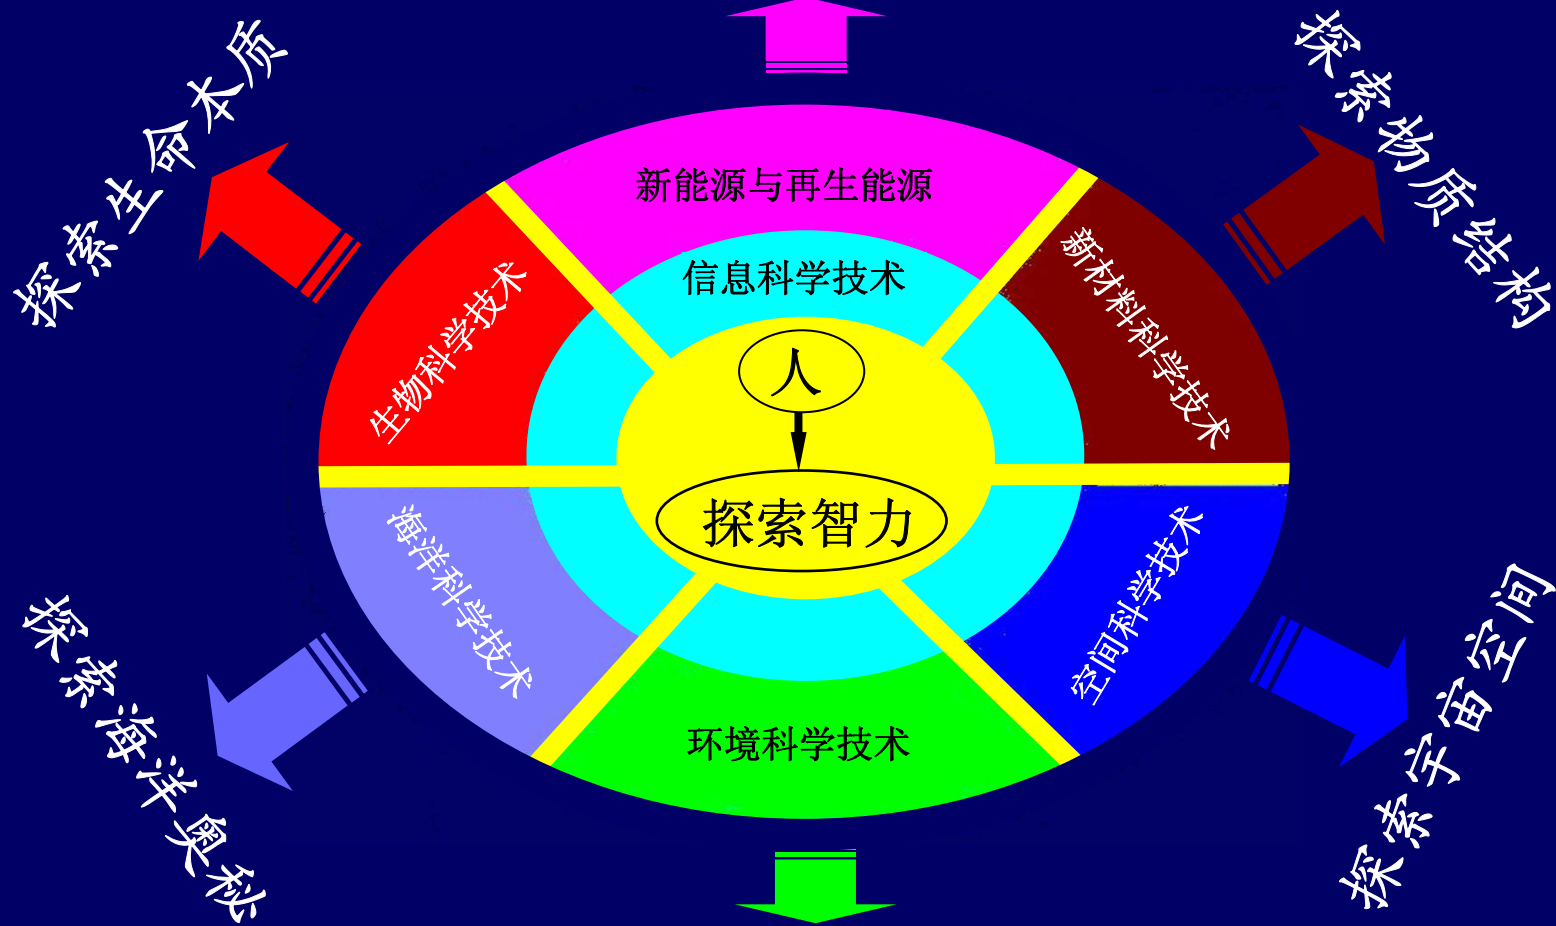 探索生命本质
探索物质结构
新能源与再生能源
信息科学技术
生物科学技术
新材料科学技术
人
探索智力
海洋科学技术
空间科学技术
环境科学技术
探索海洋奥秘
探索宇宙空间